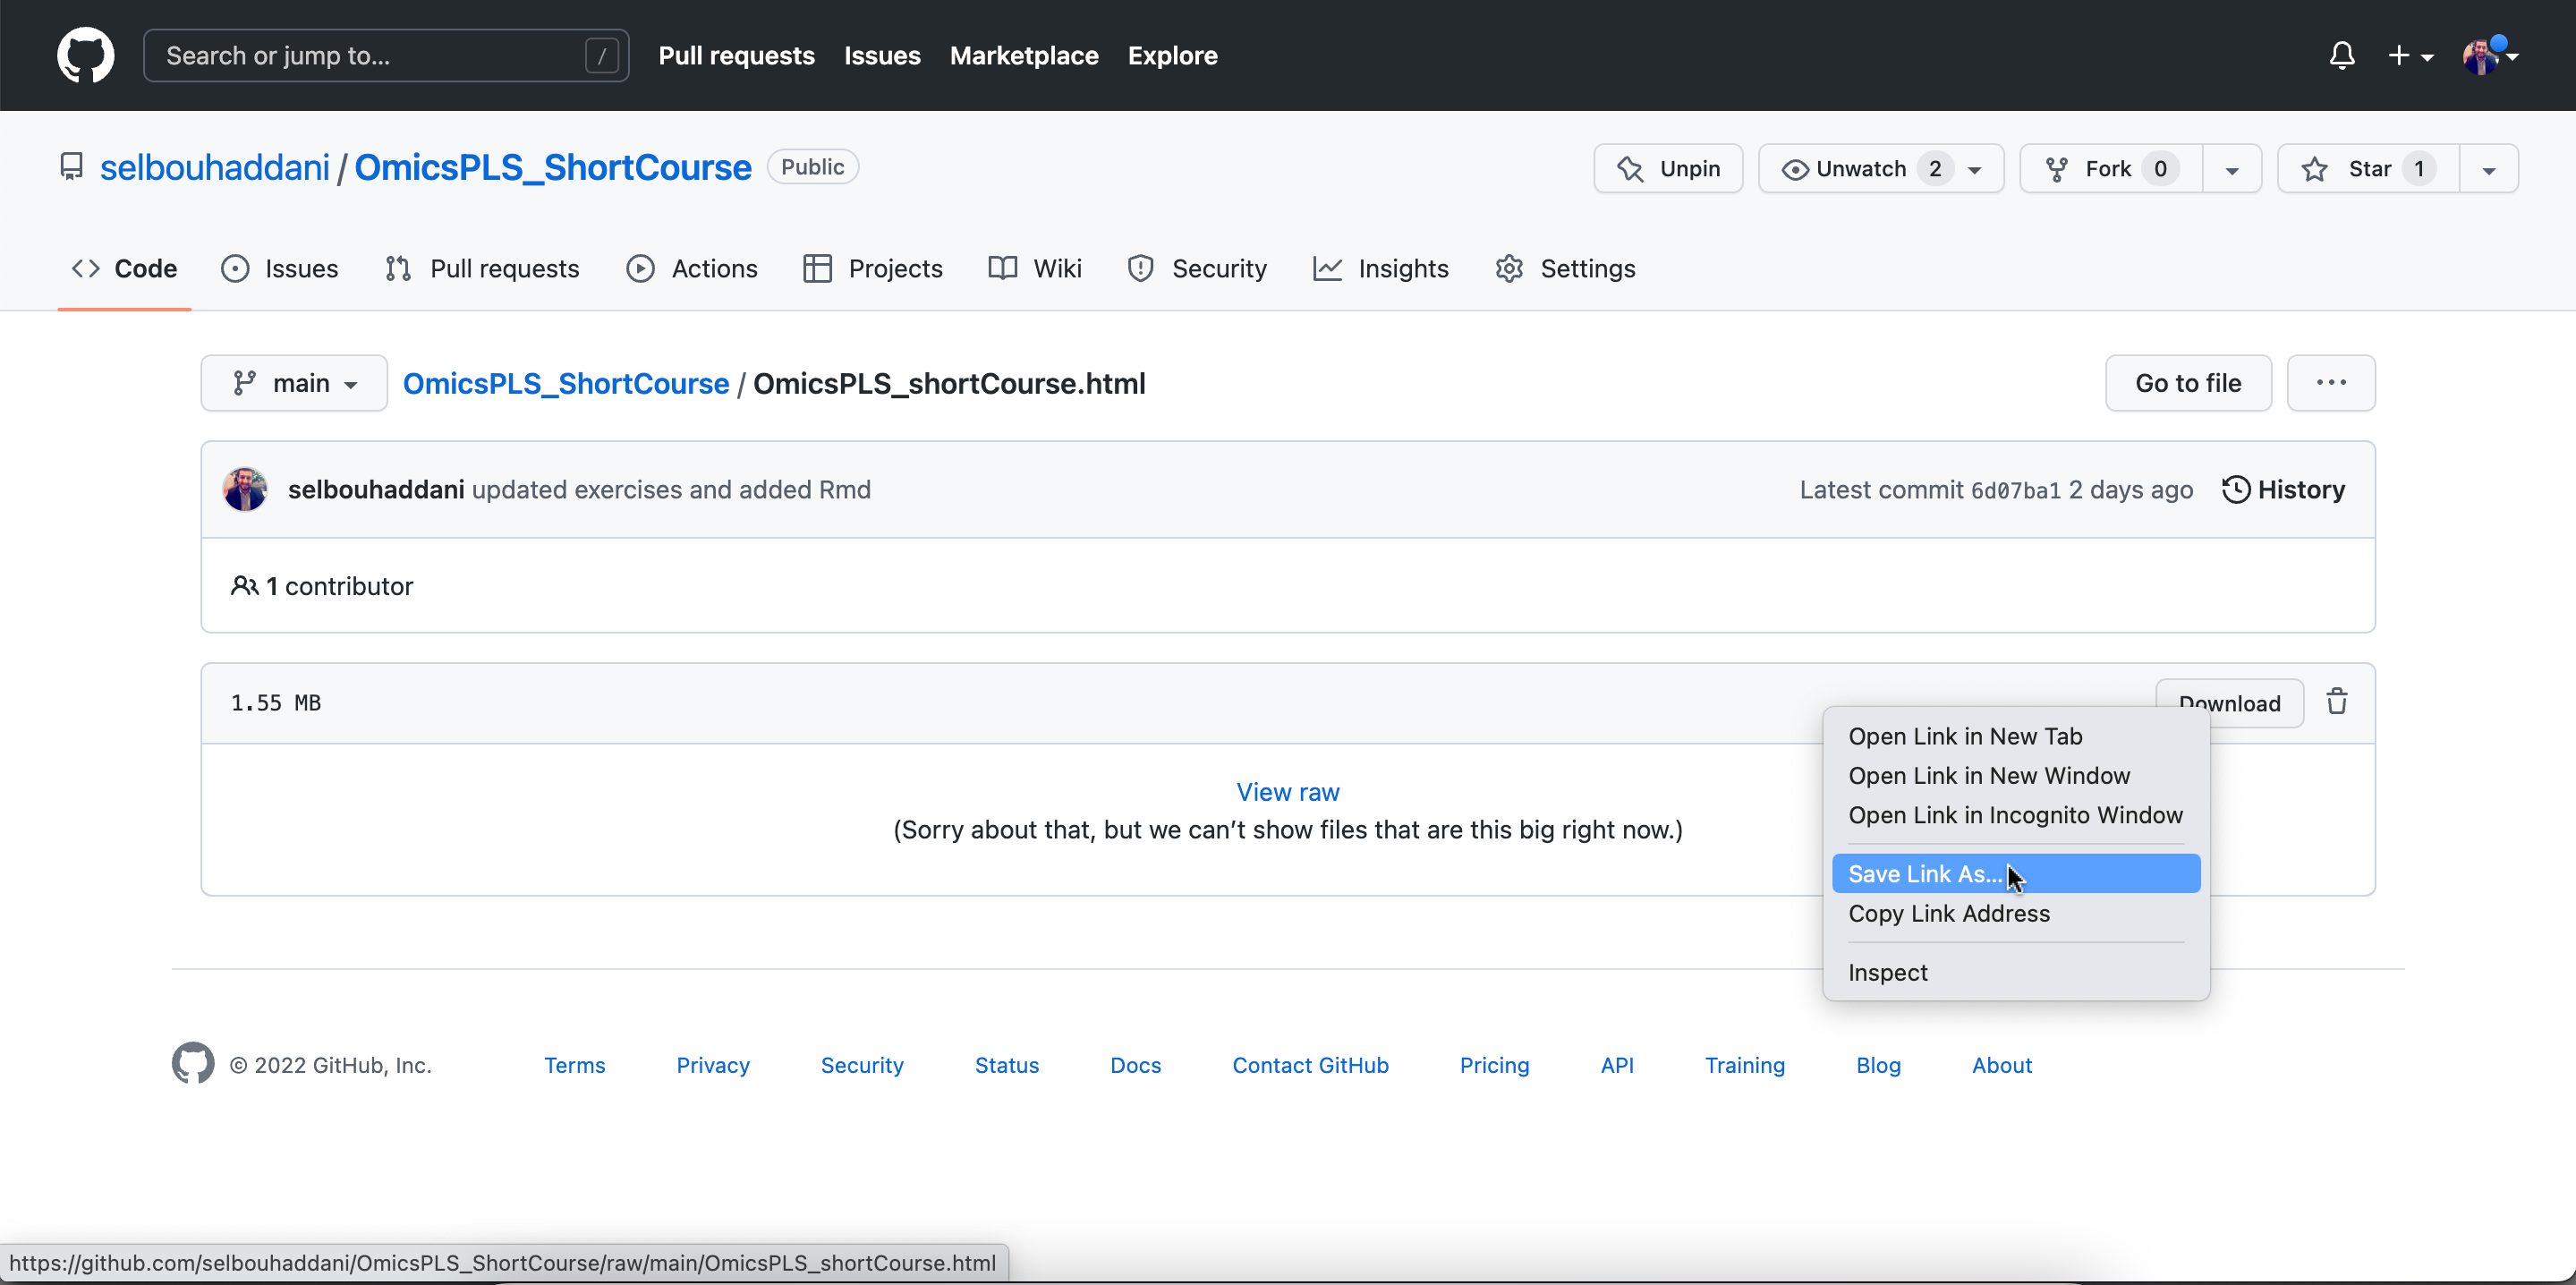 Search or jump to... /
Pull requests Issues Marketplace Explore
selbouhaddani / OmicsPLS_ShortCourse Public
Unpin Unwatch 2 Fork 0 Star 1
Code Issues Pull requests Actions Projects Wiki Security Insights Settings
main OmicsPLS_ShortCourse / OmicsPLS_shortCourse.html Go to file ...
selbouhaddani updated exercises and added Rmd Latest commit 6d07ba1 2 days ago History
1 contributor
1.55 MB Download
View raw
(Sorry about that, but we can’t show files that are this big right now.)
Open Link in New Tab
Open Link in New Window
Open Link in Incognito Window
Save Link As...
Copy Link Address
Inspect
© 2022 GitHub, Inc. Terms Privacy Security Status Docs Contact GitHub Pricing API Training Blog About
https://github.com/selbouhaddani/OmicsPLS_ShortCourse/raw/main/OmicsPLS_shortCourse.html